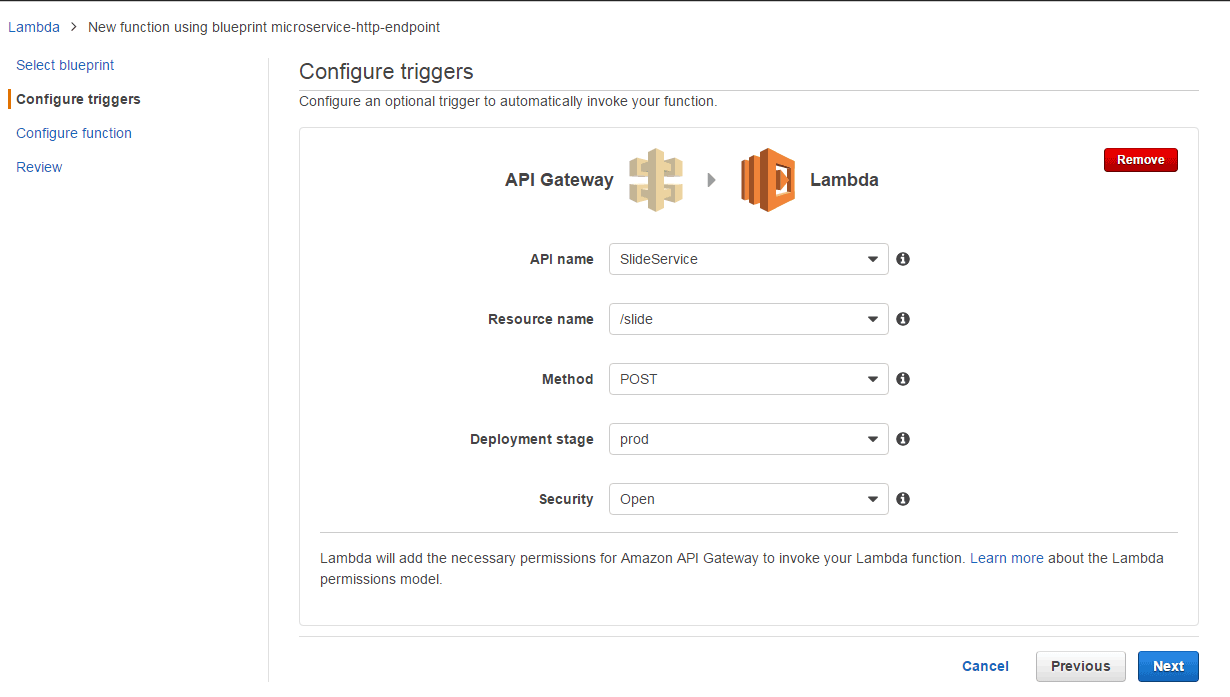 Lambda > New function using blueprint microservice-http-endpoint
Select blueprint
Configure triggers
Configure function
Review
Configure triggers
Configure an optional trigger to automatically invoke your function.
Remove
API Gateway Lambda
API name SlideService
Resource name /slide
Method POST
Deployment stage prod
Security Open
Lambda will add the necessary permissions for Amazon API Gateway to invoke your Lambda function. Learn more about the Lambda
permissions model.
Cancel Previous Next